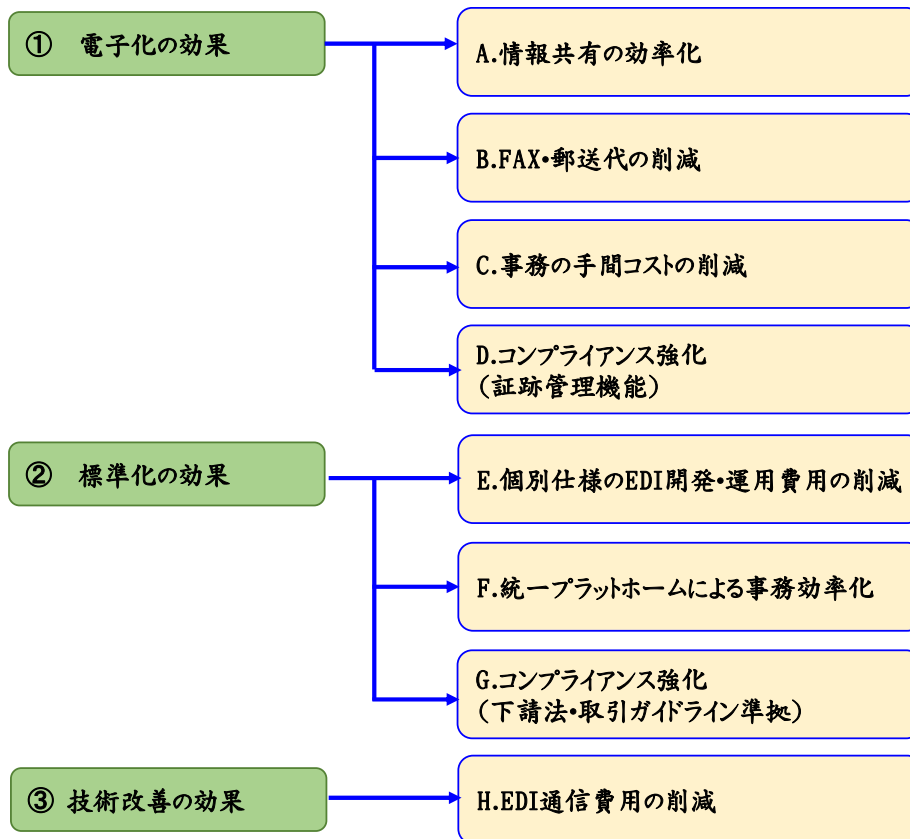 ① 電子化の効果
A.情報共有の効率化
B.FAX・郵送代の削減
C.事務の手間コストの削減
D.コンプライアンス強化
(証跡管理機能)
② 標準化の効果
E.個別仕様のEDI開発・運用費用の削減
F.統一プラットホームによる事務効率化
G.コンプライアンス強化
(下請法・取引ガイドライン準拠)
③ 技術改善の効果
H.EDI通信費用の削減